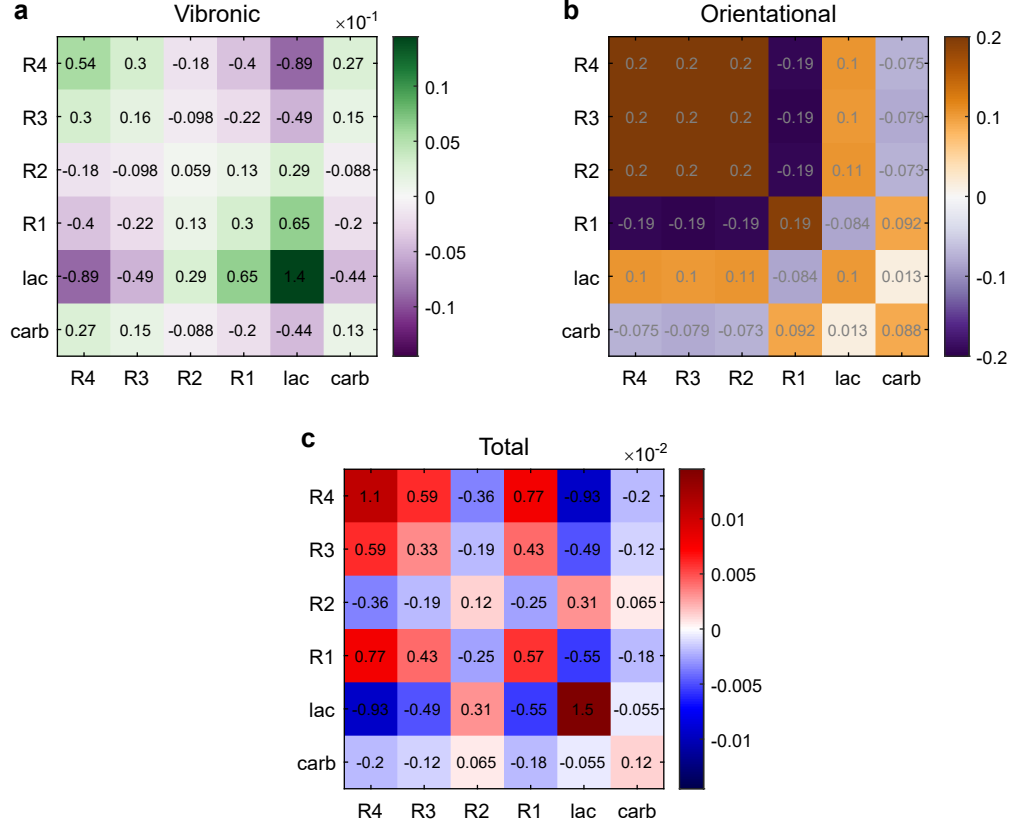 a
Vibronic
×10⁻¹
R4 0.54 0.3 -0.18 -0.4 -0.89 0.27
R3 0.3 0.16 -0.098 -0.22 -0.49 0.15
R2 -0.18 -0.098 0.059 0.13 0.29 -0.088
R1 -0.4 -0.22 0.13 0.3 0.65 -0.2
lac -0.89 -0.49 0.29 0.65 1.4 -0.44
carb 0.27 0.15 -0.088 -0.2 -0.44 0.13
R4 R3 R2 R1 lac carb
0.1
0.05
0
-0.05
-0.1
b
Orientational
R4 0.2 0.2 0.2 -0.19 0.1 -0.075
R3 0.2 0.2 0.2 -0.19 0.1 -0.079
R2 0.2 0.2 0.2 -0.19 0.11 -0.073
R1 -0.19 -0.19 -0.19 0.19 -0.084 0.092
lac 0.1 0.1 0.11 -0.084 0.1 0.013
carb -0.075 -0.079 -0.073 0.092 0.013 0.088
R4 R3 R2 R1 lac carb
0.2
0.1
0
-0.1
-0.2
c
Total
×10⁻²
R4 1.1 0.59 -0.36 0.77 -0.93 -0.2
R3 0.59 0.33 -0.19 0.43 -0.49 -0.12
R2 -0.36 -0.19 0.12 -0.25 0.31 0.065
R1 0.77 0.43 -0.25 0.57 -0.55 -0.18
lac -0.93 -0.49 0.31 -0.55 1.5 -0.055
carb -0.2 -0.12 0.065 -0.18 -0.055 0.12
R4 R3 R2 R1 lac carb
0.01
0.005
0
-0.005
-0.01